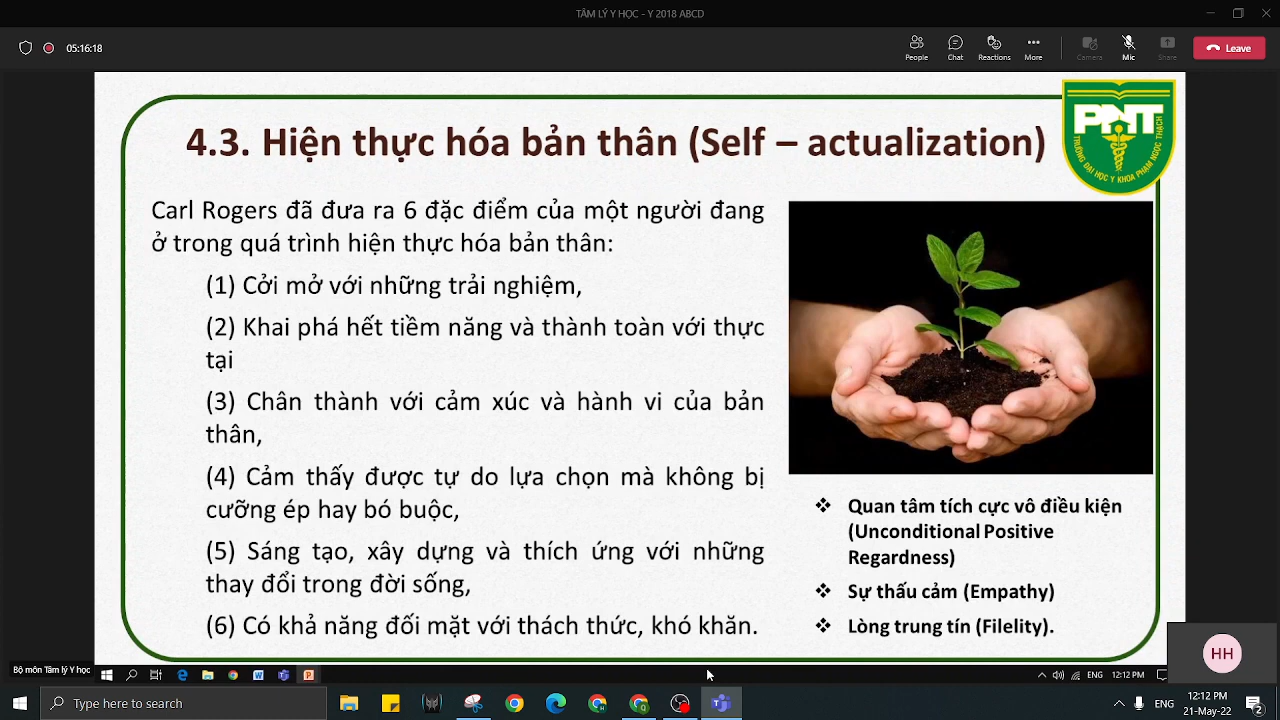 TÂM LÝ Y HỌC - Y 2018 ABCD
05:16:18
People
Chat
Reactions
More
Camera
Mic
Share
Leave
4.3. Hiện thực hóa bản thân (Self – actualization)
PNT
TRƯỜNG ĐẠI HỌC Y KHOA PHẠM NGỌC THẠCH
Carl Rogers đã đưa ra 6 đặc điểm của một người đang
ở trong quá trình hiện thực hóa bản thân:
(1) Cởi mở với những trải nghiệm,
(2) Khai phá hết tiềm năng và thành toàn với thực
tại
(3) Chân thành với cảm xúc và hành vi của bản
thân,
(4) Cảm thấy được tự do lựa chọn mà không bị
cưỡng ép hay bó buộc,
(5) Sáng tạo, xây dựng và thích ứng với những
thay đổi trong đời sống,
(6) Có khả năng đối mặt với thách thức, khó khăn.
❖ Quan tâm tích cực vô điều kiện
(Unconditional Positive
Regardness)
❖ Sự thấu cảm (Empathy)
❖ Lòng trung tín (Filelity).
HH
Bộ môn Tâm lý Y học
12:12 PM
Type here to search
12:12 PM
21-May-22
2